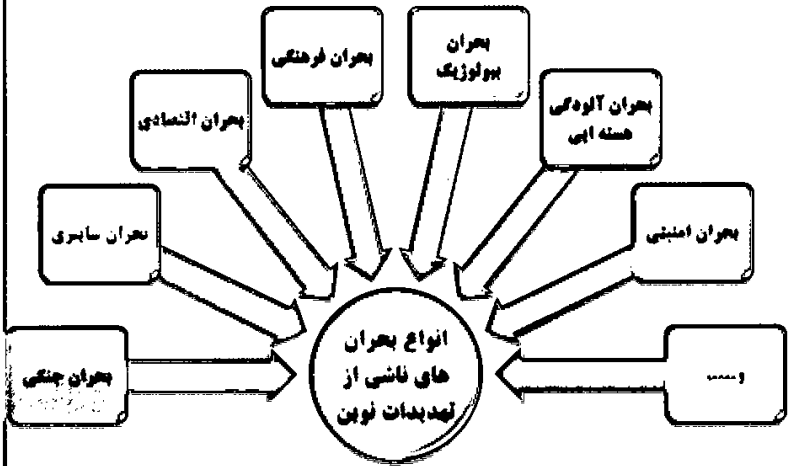 بحران بیولوژیک
بحران فرهنگی
بحران آلودگی
هسته ایی
بحران اقتصادی
بحران امنیتی
بحران سایبری
و .....
بحران جنگی
انواع بحران
های ناشی از
تهدیدات نوین